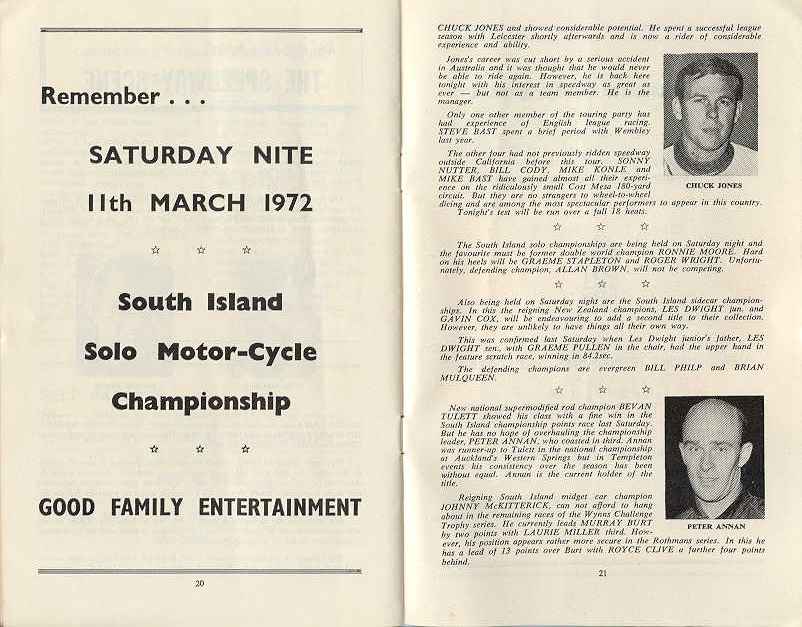 Remember . . .
SATURDAY NITE
11th MARCH 1972
South Island
Solo Motor-Cycle
Championship
GOOD FAMILY ENTERTAINMENT
20
CHUCK JONES and showed considerable potential. He spent a successful league
season with Leicester shortly afterwards and is now a rider of considerable
experience and ability.
Jones's career was cut short by a serious accident
in Australia and it was thought that he would never
be able to ride again. However, he is back here
tonight with his interest in speedway as great as
ever — but not as a team member. He is the
manager.
Only one other member of the touring party has
had experience of English league racing.
STEVE BAST spent a brief period with Wembley
last year.
The other four had not previously ridden speedway
outside California before this tour. SONNY
NUTTER, BILL CODY, MIKE KONLE and
MIKE BAST have gained almost all their experi-
ence on the ridiculously small Cost Mesa 180-yard
circuit. But they are no strangers to wheel-to-wheel
dicing and are among the most spectacular performers to appear in this country.
Tonight's test will be run over a full 18 heats.
CHUCK JONES
The South Island solo championships are being held on Saturday night and
the favourite must be former double world champion RONNIE MOORE. Hard
on his heels will be GRAEME STAPLETON and ROGER WRIGHT. Unfortu-
nately, defending champion, ALLAN BROWN, will not be competing.
Also being held on Saturday night are the South Island sidecar champion-
ships. In this the reigning New Zealand champions, LES DWIGHT jun. and
GAVIN COX, will be endeavouring to add a second title to their collection.
However, they are unlikely to have things all their own way.
This was confirmed last Saturday when Les Dwight junior's father, LES
DWIGHT sen., with GRAEME PULLEN in the chair, had the upper hand in
the feature scratch race, winning in 84.2sec.
The defending champions are evergreen BILL PHILP and BRIAN
MULQUEEN.
New national supermodified rod champion BEVAN
TULETT showed his class with a fine win in the
South Island championship points race last Saturday.
But he has no hope of overhauling the championship
leader, PETER ANNAN, who coasted in third. Annan
was runner-up to Tulett in the national championship
at Auckland's Western Springs but in Templeton
events his consistency over the season has been
without equal. Annan is the current holder of the
title.
Reigning South Island midget car champion
JOHNNY McKITTERICK, can not afford to hang
about in the remaining races of the Wynns Challenge
Trophy series. He currently leads MURRAY BURT
by two points with LAURIE MILLER third. How-
ever, his position appears rather more secure in the Rothmans series. In this he
has a lead of 13 points over Burt with ROYCE CLIVE a further four points
behind.
PETER ANNAN
21